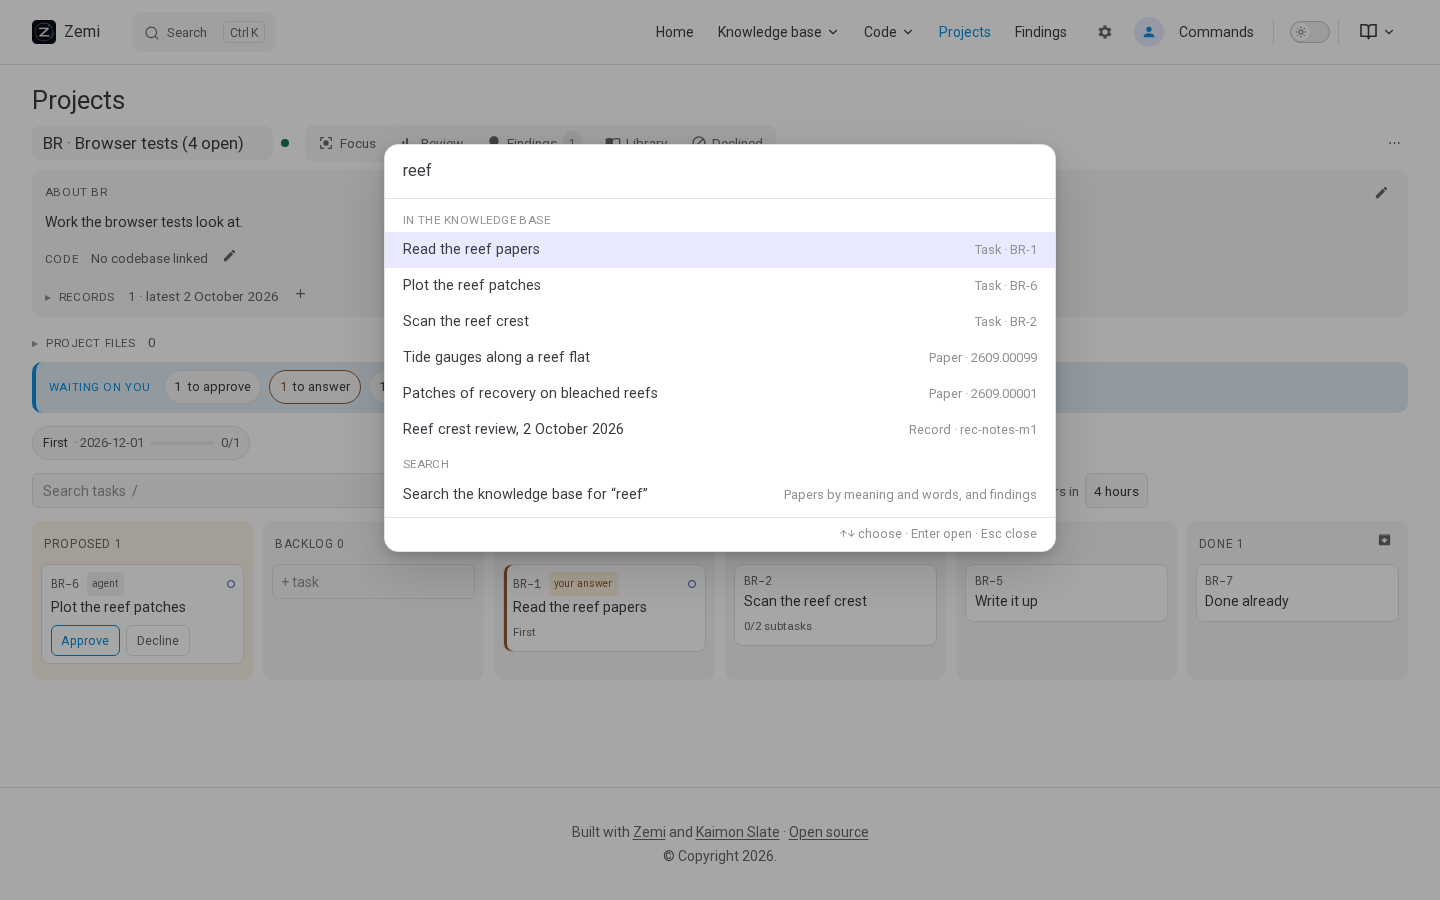 Zemi
Search Ctrl K
Home Knowledge base Code Projects Findings Commands
Projects
BR · Browser tests (4 open)
Focus Review Findings 1 Library Declined
...
reef
ABOUT BR
Work the browser tests look at.
CODE No codebase linked
RECORDS 1 · latest 2 October 2026 +
PROJECT FILES 0
WAITING ON YOU 1 to approve 1 to answer 1
First · 2026-12-01 0/1
Search tasks /
IN THE KNOWLEDGE BASE
Read the reef papers Task · BR-1
Plot the reef patches Task · BR-6
Scan the reef crest Task · BR-2
Tide gauges along a reef flat Paper · 2609.00099
Patches of recovery on bleached reefs Paper · 2609.00001
Reef crest review, 2 October 2026 Record · rec-notes-m1
SEARCH
Search the knowledge base for “reef” Papers by meaning and words, and findings
↑↓ choose · Enter open · Esc close
in 4 hours
PROPOSED 1
BR-6 agent
Plot the reef patches
Approve Decline
BACKLOG 0
+ task
BR-1 your answer
Read the reef papers
First
BR-2
Scan the reef crest
0/2 subtasks
BR-5
Write it up
DONE 1
BR-7
Done already
Built with Zemi and Kaimon Slate · Open source
© Copyright 2026.